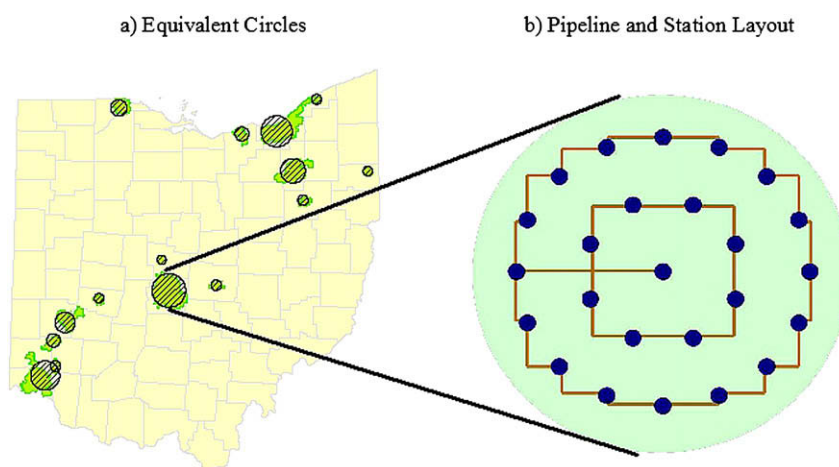 a) Equivalent Circles
b) Pipeline and Station Layout